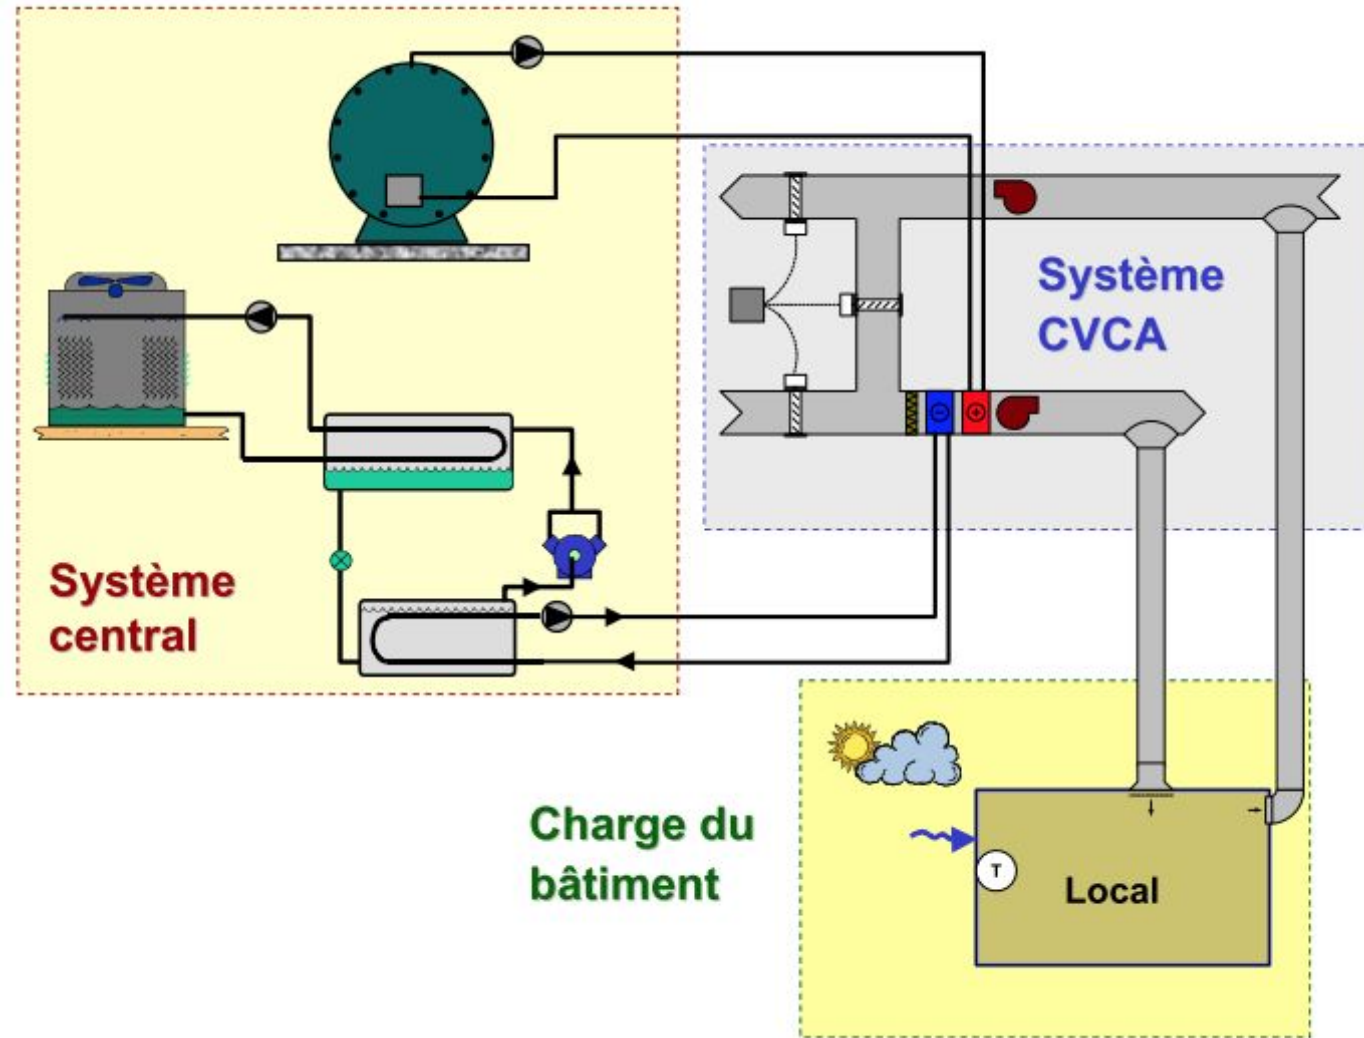 Système
CVCA
Système
central
Charge du
bâtiment
T
Local